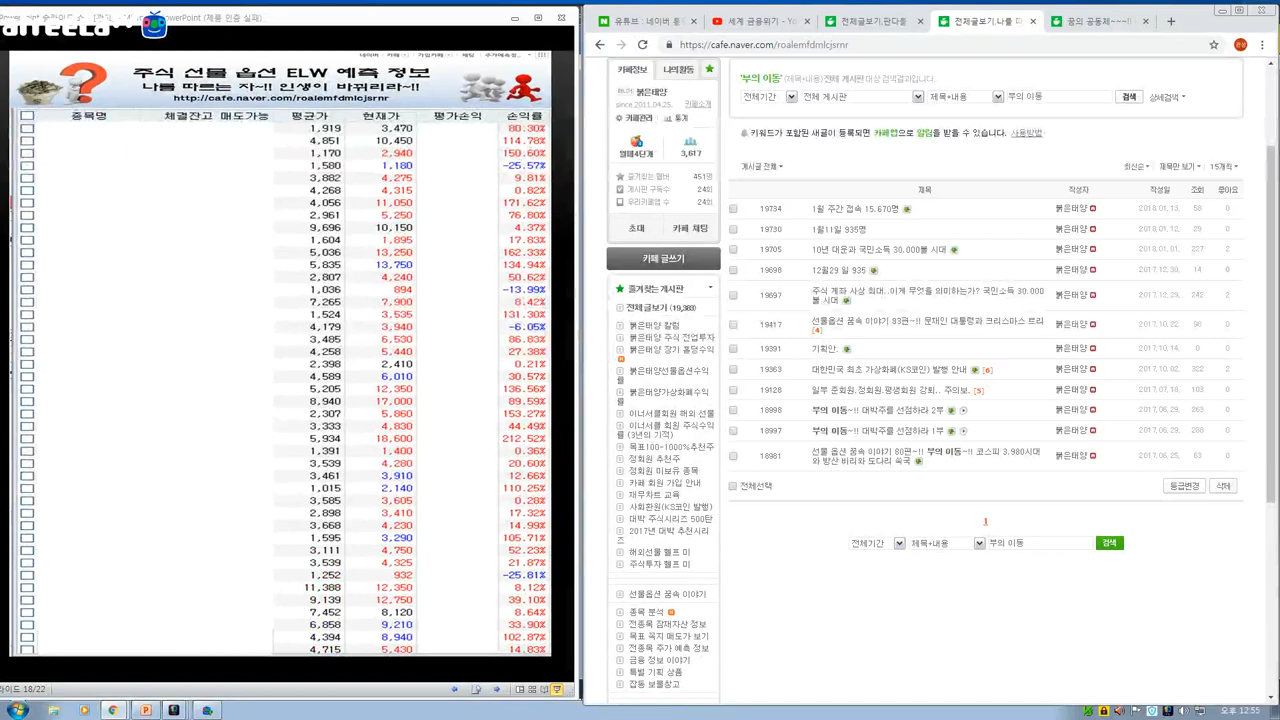 afreeca
PowerPoint (제품 인증 실패)
주식 선물 옵션 ELW 예측 정보
나를 따르는 자~!! 인생이 바뀌리라~!!
http://cafe.naver.com/roalemfdmlcjsrnr
종목명 체결잔고 매도가능 평균가 현재가 평가손익 손익률
1,919 3,470 80.30%
4,851 10,450 114.78%
1,170 2,940 150.60%
1,580 1,180 -25.57%
3,882 4,275 9.81%
4,268 4,315 0.82%
4,056 11,050 171.62%
2,961 5,250 76.80%
9,696 10,150 4.37%
1,604 1,895 17.83%
5,036 13,250 162.33%
5,835 13,750 134.94%
2,807 4,240 50.62%
1,036 894 -13.99%
7,265 7,900 8.42%
1,524 3,535 131.30%
4,179 3,940 -6.05%
3,485 6,530 86.83%
4,258 5,440 27.38%
2,398 2,410 0.21%
4,589 6,010 30.57%
5,205 12,350 136.56%
8,940 17,000 89.59%
2,307 5,860 153.27%
3,333 4,830 44.49%
5,934 18,600 212.52%
1,391 1,400 0.36%
3,539 4,280 20.60%
3,461 3,910 12.66%
1,015 2,140 110.25%
3,585 3,605 0.28%
2,898 3,410 17.32%
3,668 4,230 14.99%
1,595 3,290 105.71%
3,111 4,750 52.23%
3,539 4,325 21.87%
1,252 932 -25.81%
11,388 12,350 8.12%
9,139 12,750 39.10%
7,452 8,120 8.64%
6,858 9,210 33.90%
4,394 8,940 102.87%
4,715 5,430 14.83%
라이드 18/22
유튜브 : 네이버 통
전체글보기,판다를
전체글보기,나를 다
꿈의 공동체~~~!
https://cafe.naver.com/roalemfdmlcjsrnr
카페정보 나의활동
붉은태양
since 2011.04.25.
카페소개
카페관리 통계
열매4단계 3,617
즐겨찾는 멤버 451명
게시판 구독수 24회
우리카페앱 수 24회
초대 카페 채팅
카페 글쓰기
즐겨찾는 게시판
전체글보기 (19,383)
붉은태양 칼럼
붉은태양 주식 전업투자
붉은태양 장기 홀딩수익
붉은태양선물옵션수익
률
붉은태양가상화폐수익
률
이너서클회원 해외 선물
이너서클 회원 주식수익
률 (3년의 기적)
목표100-1000%추천주
정회원 추천주
정회원 미보유 종목
카페 회원 가입 안내
재무차트 교육
사회환원(KS코인 발행)
대박 주식시리즈 500탄
2017년 대박 추천시리
즈
해외선물 헬프 미
주식투자 헬프 미
선물옵션 꿈속 이야기
종목 분석
전종목 잠재자산 정보
목표 꼭지 매도가 보기
전종목 주가 예측 정보
금융 정보 이야기
특별 기획 상품
잡동 보물창고
'부의 이동'(제목+내용)전체 게시판 대상 검색결과입니다.
전체기간 전체 게시판 제목+내용 부의 이동 검색 상세검색
키워드가 포함된 새글이 등록되면 카페앱으로 알림을 받을 수 있습니다. 사용방법
게시글 전체 최신순 제목만 보기 15개씩
제목 작성자 작성일 조회 좋아요
19734 1월 주간 접속 15.670명 붉은태양 2018.01.13. 58 0
19730 1월11일 935명 붉은태양 2018.01.12. 29 0
19705 10년 대운과 국민소득 30.000불 시대 붉은태양 2018.01.01. 227 2
19698 12월29 일 935 붉은태양 2017.12.30. 14 0
19697 주식 계좌 사상 최대..이게 무엇을 의미하는가? 국민소득 30.000
불 시대 붉은태양 2017.12.29. 242 2
19417 선물옵션 꿈속 이야기 83편~!! 문재인 대통령과 크리스마스 트리
[4] 붉은태양 2017.10.22. 96 0
19391 기획안. 붉은태양 2017.10.14. 0 0
19363 대한민국 최초 가상화폐(KS코인) 발행 안내 [6] 붉은태양 2017.10.02. 322 2
19128 일부 준회원.정회원.평생회원 강퇴.. 주의보. [5] 붉은태양 2017.07.18. 103 0
18998 부의 이동~!! 대박주를 선점하라 2부 붉은태양 2017.06.29. 263 0
18997 부의 이동~!! 대박주를 선점하라 1부 붉은태양 2017.06.29. 288 0
18981 선물 옵션 꿈속 이야기 80편~!! 부의 이동~!! 코스피 3.980시대
와 방산 비리와 도다리 쑥국 붉은태양 2017.06.25. 83 0
전체선택 등급변경 삭제
1
전체기간 제목+내용 부의 이동 검색
오후 12:55